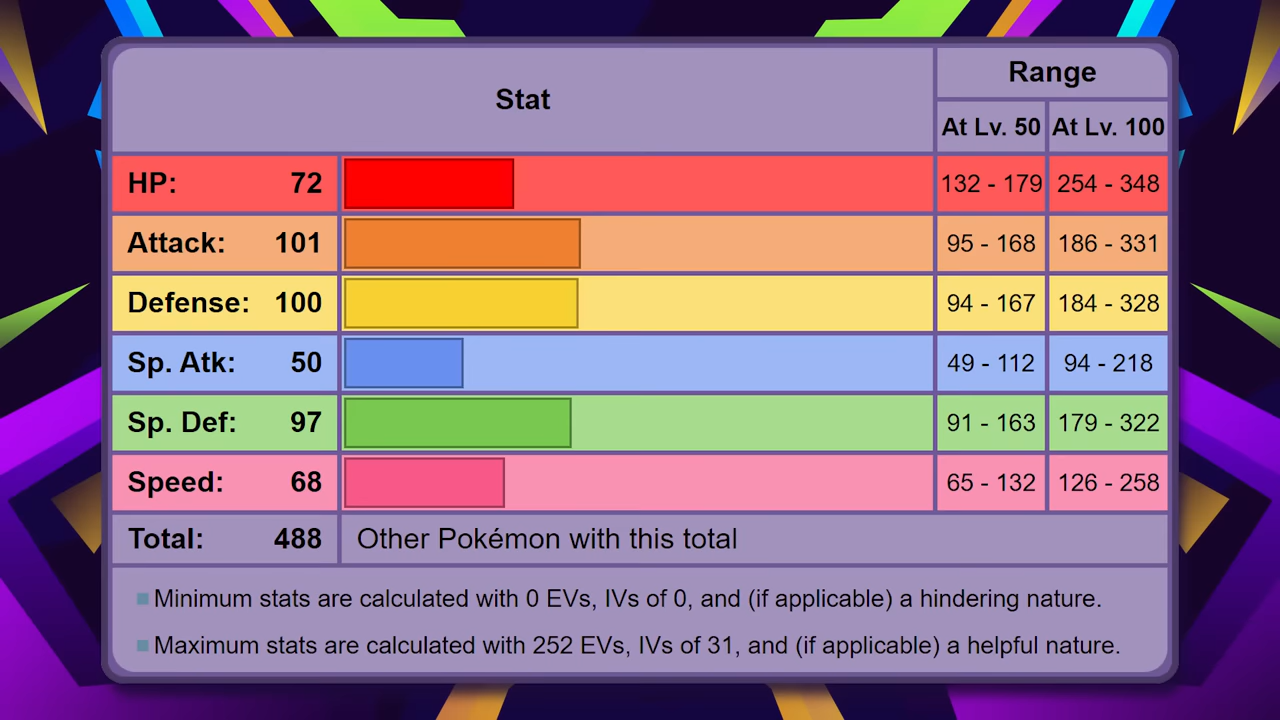 Stat
Range
At Lv. 50 At Lv. 100
HP: 72 132 - 179 254 - 348
Attack: 101 95 - 168 186 - 331
Defense: 100 94 - 167 184 - 328
Sp. Atk: 50 49 - 112 94 - 218
Sp. Def: 97 91 - 163 179 - 322
Speed: 68 65 - 132 126 - 258
Total: 488 Other Pokémon with this total
Minimum stats are calculated with 0 EVs, IVs of 0, and (if applicable) a hindering nature.
Maximum stats are calculated with 252 EVs, IVs of 31, and (if applicable) a helpful nature.